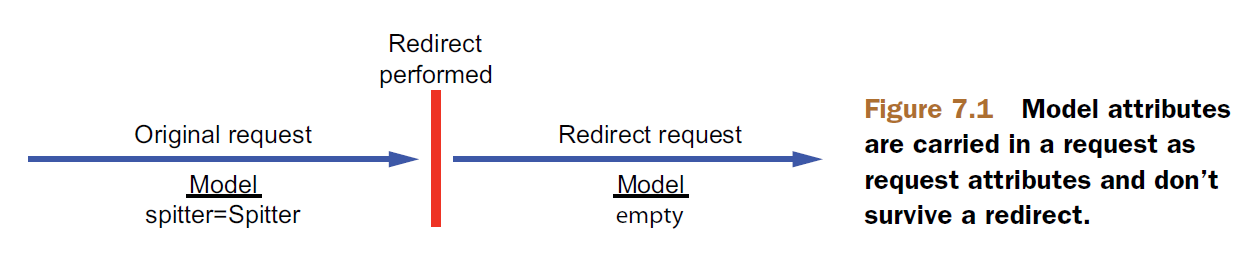 Redirect
performed
Original request
Model
spitter=Spitter
Redirect request
Model
empty
Figure 7.1 Model attributes
are carried in a request as
request attributes and don’t
survive a redirect.